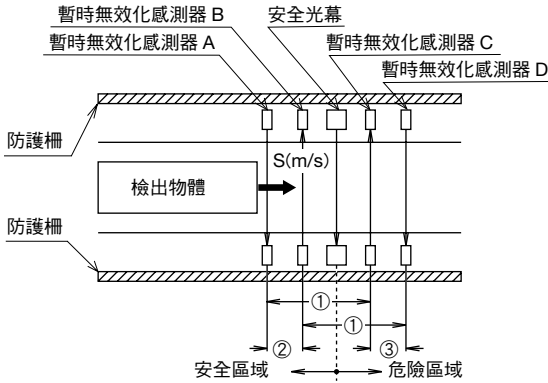 暫時無效化感測器 B
安全光幕
暫時無效化感測器 A
暫時無效化感測器 C
暫時無效化感測器 D
防護柵
S(m/s)
檢出物體
防護柵
①
①
② ③
安全區域 危險區域